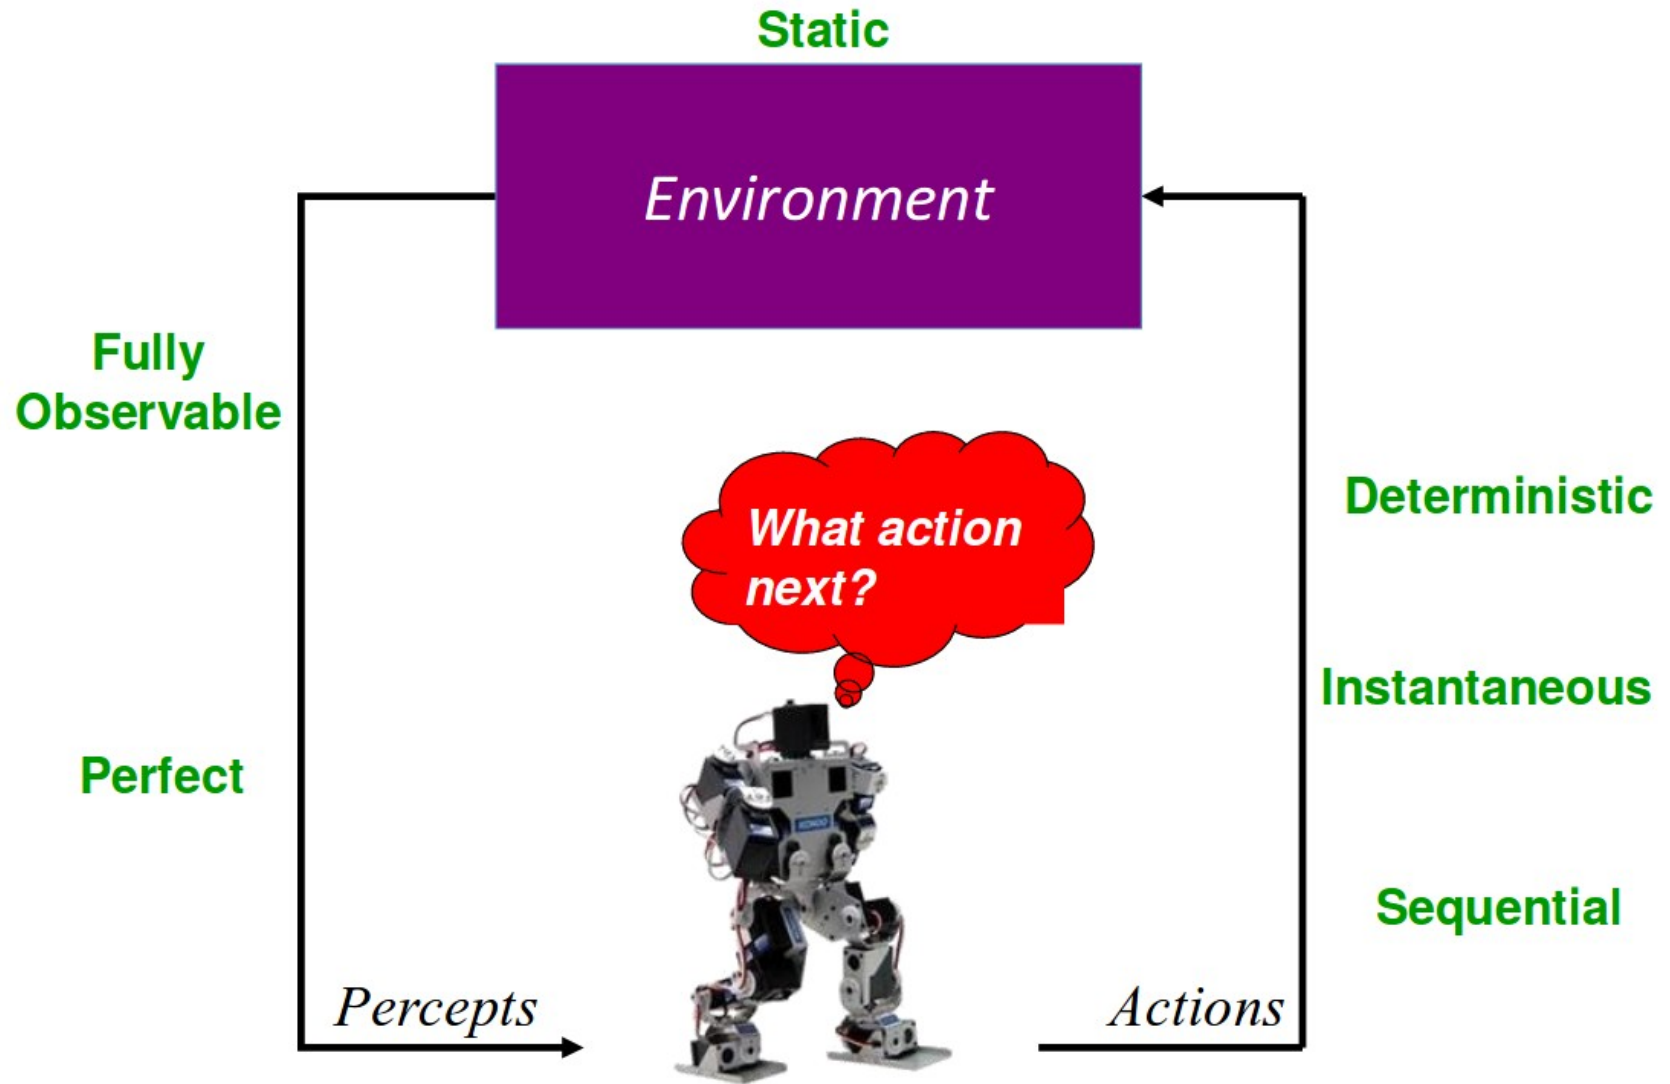 Static
Environment
Fully
Observable
What action
next?
Deterministic
Instantaneous
Perfect
Sequential
Percepts
Actions